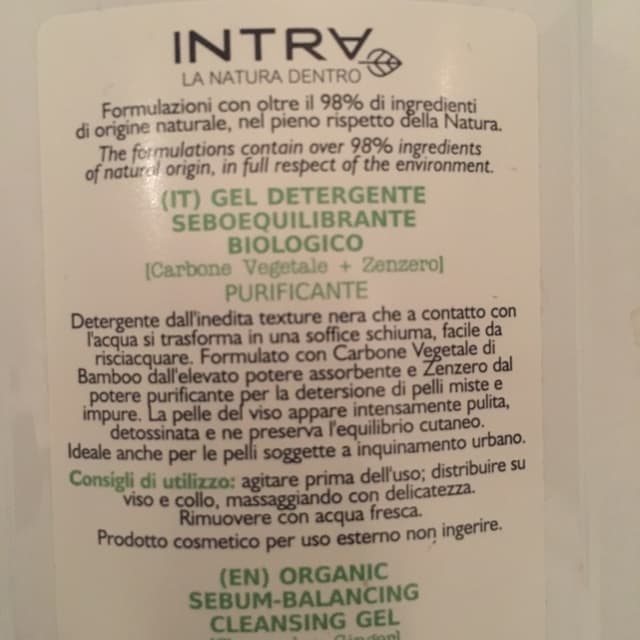 INTRA
LA NATURA DENTRO
Formulazioni con oltre il 98% di ingredienti
di origine naturale, nel pieno rispetto della Natura.
The formulations contain over 98% ingredients
of natural origin, in full respect of the environment.
(IT) GEL DETERGENTE
SEBOEQUILIBRANTE
BIOLOGICO
[Carbone Vegetale + Zenzero]
PURIFICANTE
Detergente dall'inedita texture nera che a contatto con
l'acqua si trasforma in una soffice schiuma, facile da
risciacquare. Formulato con Carbone Vegetale di
Bamboo dall'elevato potere assorbente e Zenzero dal
potere purificante per la detersione di pelli miste e
impure. La pelle del viso appare intensamente pulita,
detossinata e ne preserva l'equilibrio cutaneo.
Ideale anche per le pelli soggette a inquinamento urbano.
Consigli di utilizzo: agitare prima dell'uso; distribuire su
viso e collo, massaggiando con delicatezza.
Rimuovere con acqua fresca.
Prodotto cosmetico per uso esterno non ingerire.
(EN) ORGANIC
SEBUM-BALANCING
CLEANSING GEL